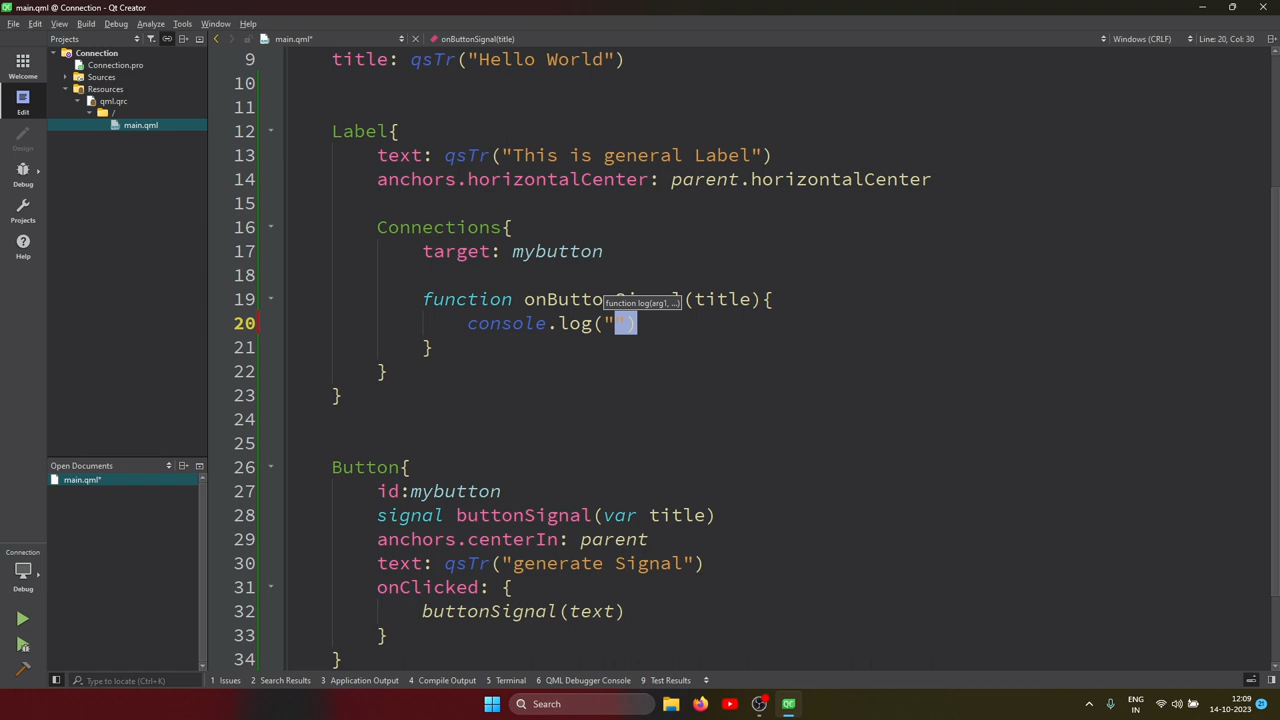 main.qml @ Connection - Qt Creator
File Edit View Build Debug Analyze Tools Window Help
Projects
main.qml*
onButtonSignal(title)
Windows (CRLF)
Line: 20, Col: 30
Welcome
Edit
Design
Debug
Projects
Help
Connection
Connection.pro
Sources
Resources
qml.qrc
/
main.qml
9 title: qsTr("Hello World")
10
11
12 Label{
13 text: qsTr("This is general Label")
14 anchors.horizontalCenter: parent.horizontalCenter
15
16 Connections{
17 target: mybutton
18
19 function onButtonSignal(title){
function log(arg1, ...)
20 console.log("")
21 }
22 }
23 }
24
25
26 Button{
27 id:mybutton
28 signal buttonSignal(var title)
29 anchors.centerIn: parent
30 text: qsTr("generate Signal")
31 onClicked: {
32 buttonSignal(text)
33 }
34 }
Open Documents
main.qml*
Connection
Debug
Type to locate (Ctrl+K)
1 Issues 2 Search Results 3 Application Output 4 Compile Output 5 Terminal 6 QML Debugger Console 9 Test Results
Search
ENG
IN
12:09
14-10-2023
21